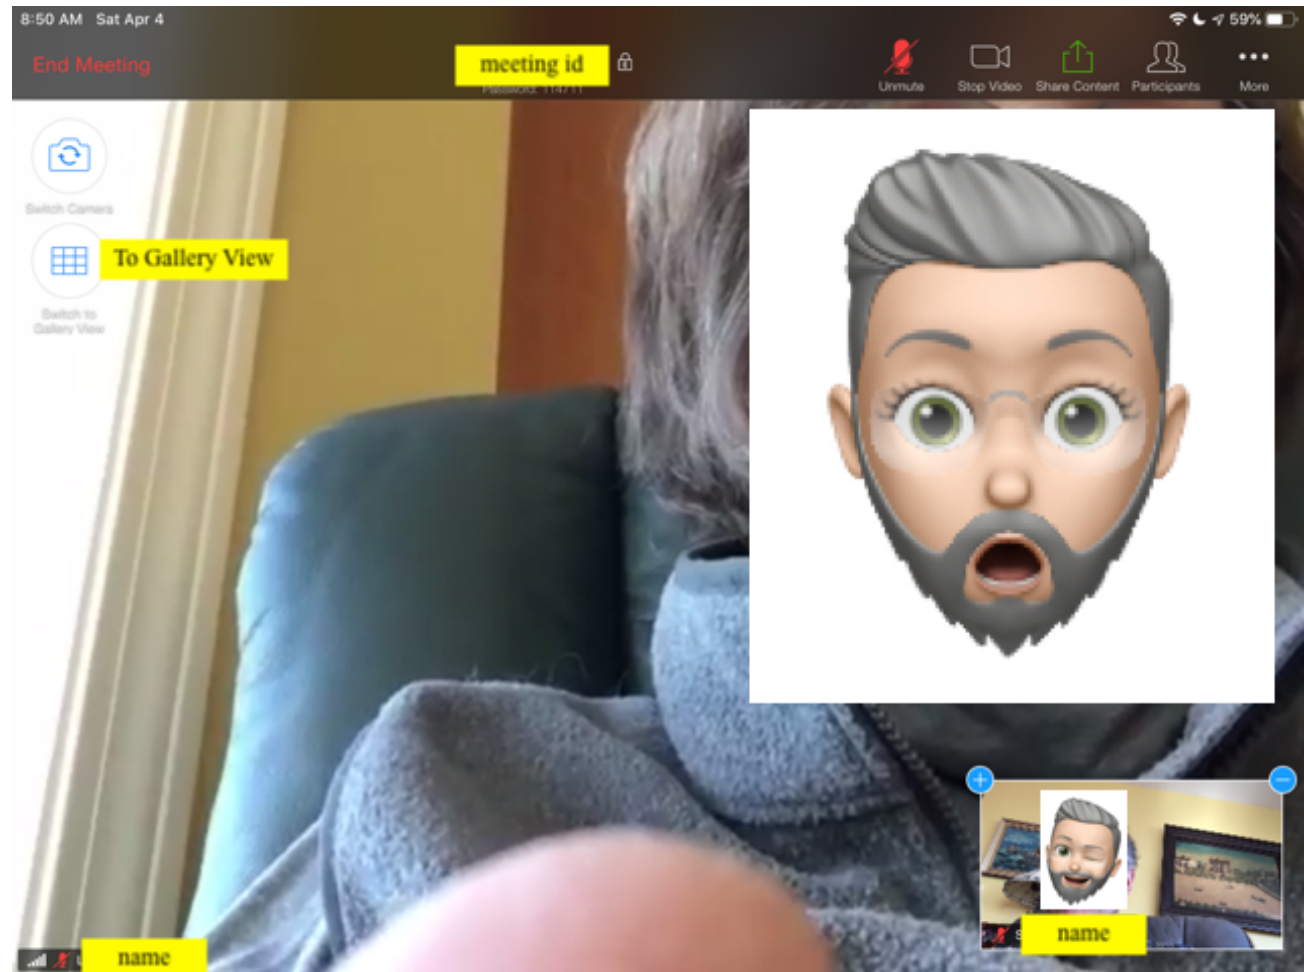 8:50 AM Sat Apr 4
59%
End Meeting
meeting id
Unmute
Stop Video
Share Content
Participants
More
Switch Camera
To Gallery View
Switch to
Gallery View
name
name